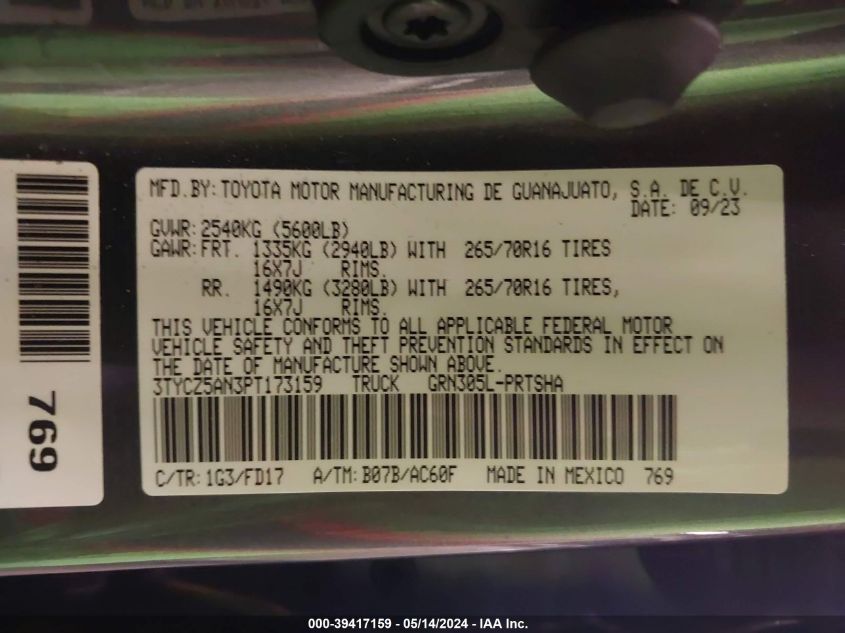 MFD.BY: TOYOTA MOTOR MANUFACTURING DE GUANAJUATO, S.A. DE C.V.
DATE: 09/23
GVWR: 2540KG (5600LB)
GAWR: FRT. 1335KG (2940LB) WITH 265/70R16 TIRES
16X7J RIMS.
RR. 1490KG (3280LB) WITH 265/70R16 TIRES,
16X7J RIMS.
THIS VEHICLE CONFORMS TO ALL APPLICABLE FEDERAL MOTOR
VEHICLE SAFETY AND THEFT PREVENTION STANDARDS IN EFFECT ON
THE DATE OF MANUFACTURE SHOWN ABOVE.
3TYCZ5AN3PT173159 TRUCK GRN305L-PRTSHA
C/TR: 1G3/FD17 A/TM: B07B/AC60F MADE IN MEXICO 769
769
000-39417159 - 05/14/2024 - IAA Inc.